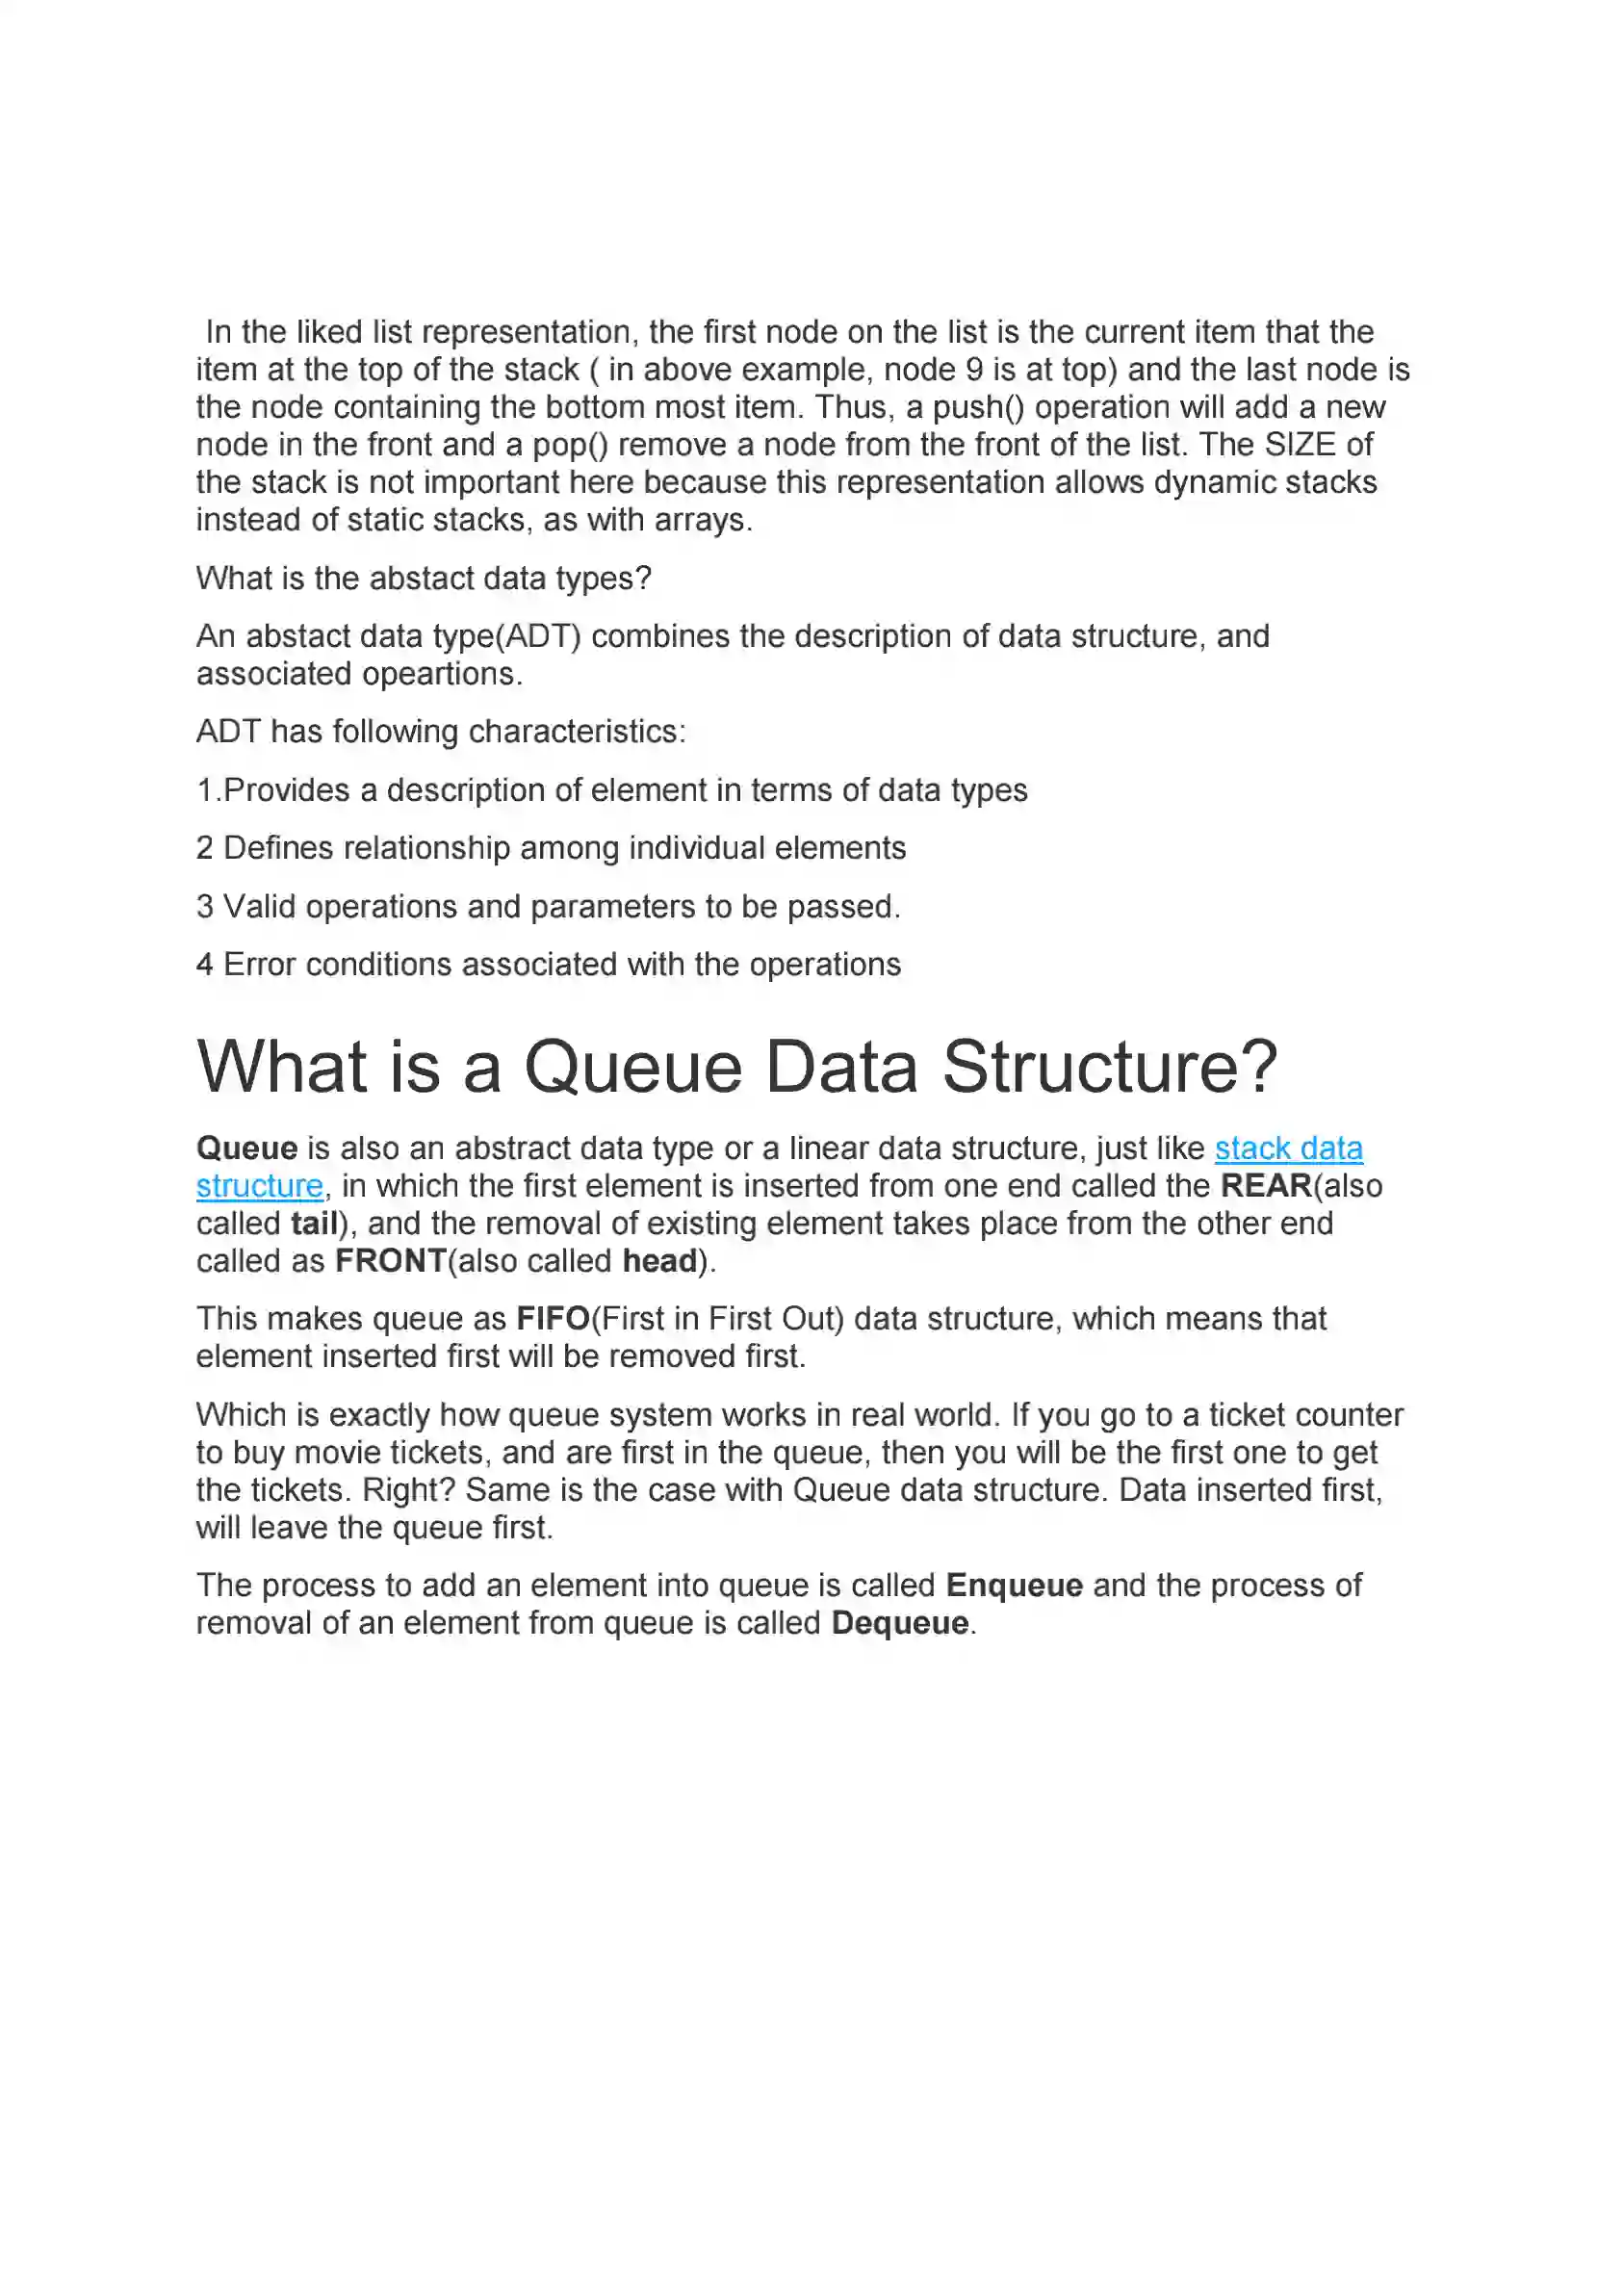 In the liked list representation, the first node on the list is the current item that the
item at the top of the stack ( in above example, node 9 is at top) and the last node is
the node containing the bottom most item. Thus, a push() operation will add a new
node in the front and a pop() remove a node from the front of the list. The SIZE of
the stack is not important here because this representation allows dynamic stacks
instead of static stacks, as with arrays.
What is the abstact data types?
An abstact data type(ADT) combines the description of data structure, and
associated opeartions.
ADT has following characteristics:
1.Provides a description of element in terms of data types
2 Defines relationship among individual elements
3 Valid operations and parameters to be passed.
4 Error conditions associated with the operations
What is a Queue Data Structure?
Queue is also an abstract data type or a linear data structure, just like stack data
structure, in which the first element is inserted from one end called the REAR(also
called tail), and the removal of existing element takes place from the other end
called as FRONT(also called head).
This makes queue as FIFO(First in First Out) data structure, which means that
element inserted first will be removed first.
Which is exactly how queue system works in real world. If you go to a ticket counter
to buy movie tickets, and are first in the queue, then you will be the first one to get
the tickets. Right? Same is the case with Queue data structure. Data inserted first,
will leave the queue first.
The process to add an element into queue is called Enqueue and the process of
removal of an element from queue is called Dequeue.